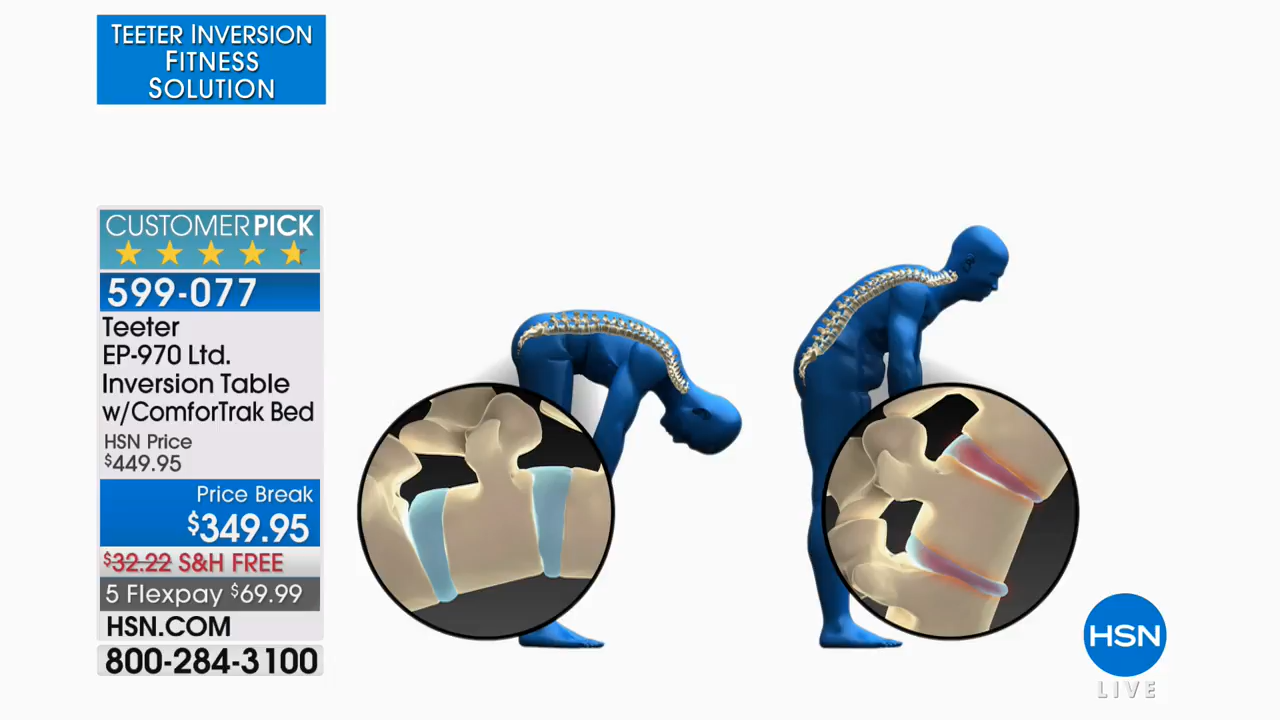 TEETER INVERSION
FITNESS
SOLUTION
CUSTOMERPICK
599-077
Teeter
EP-970 Ltd.
Inversion Table
w/ComforTrak Bed
HSN Price
$449.95
Price Break
$349.95
$32.22 S&H FREE
5 Flexpay $69.99
HSN.COM
800-284-3100
HSN
LIVE